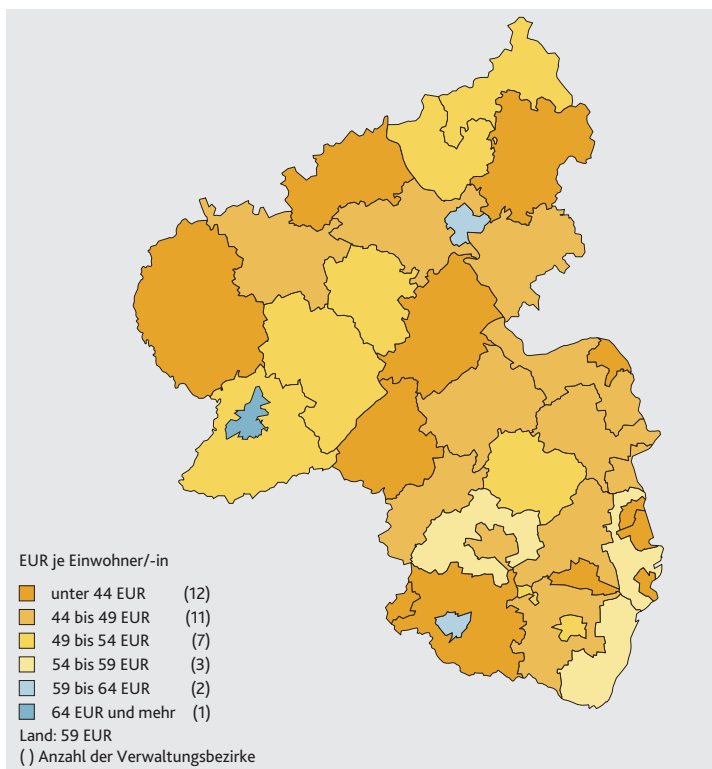 EUR je Einwohner/-in
unter 44 EUR (12)
44 bis 49 EUR (11)
49 bis 54 EUR (7)
54 bis 59 EUR (3)
59 bis 64 EUR (2)
64 EUR und mehr (1)
Land: 59 EUR
( ) Anzahl der Verwaltungsbezirke